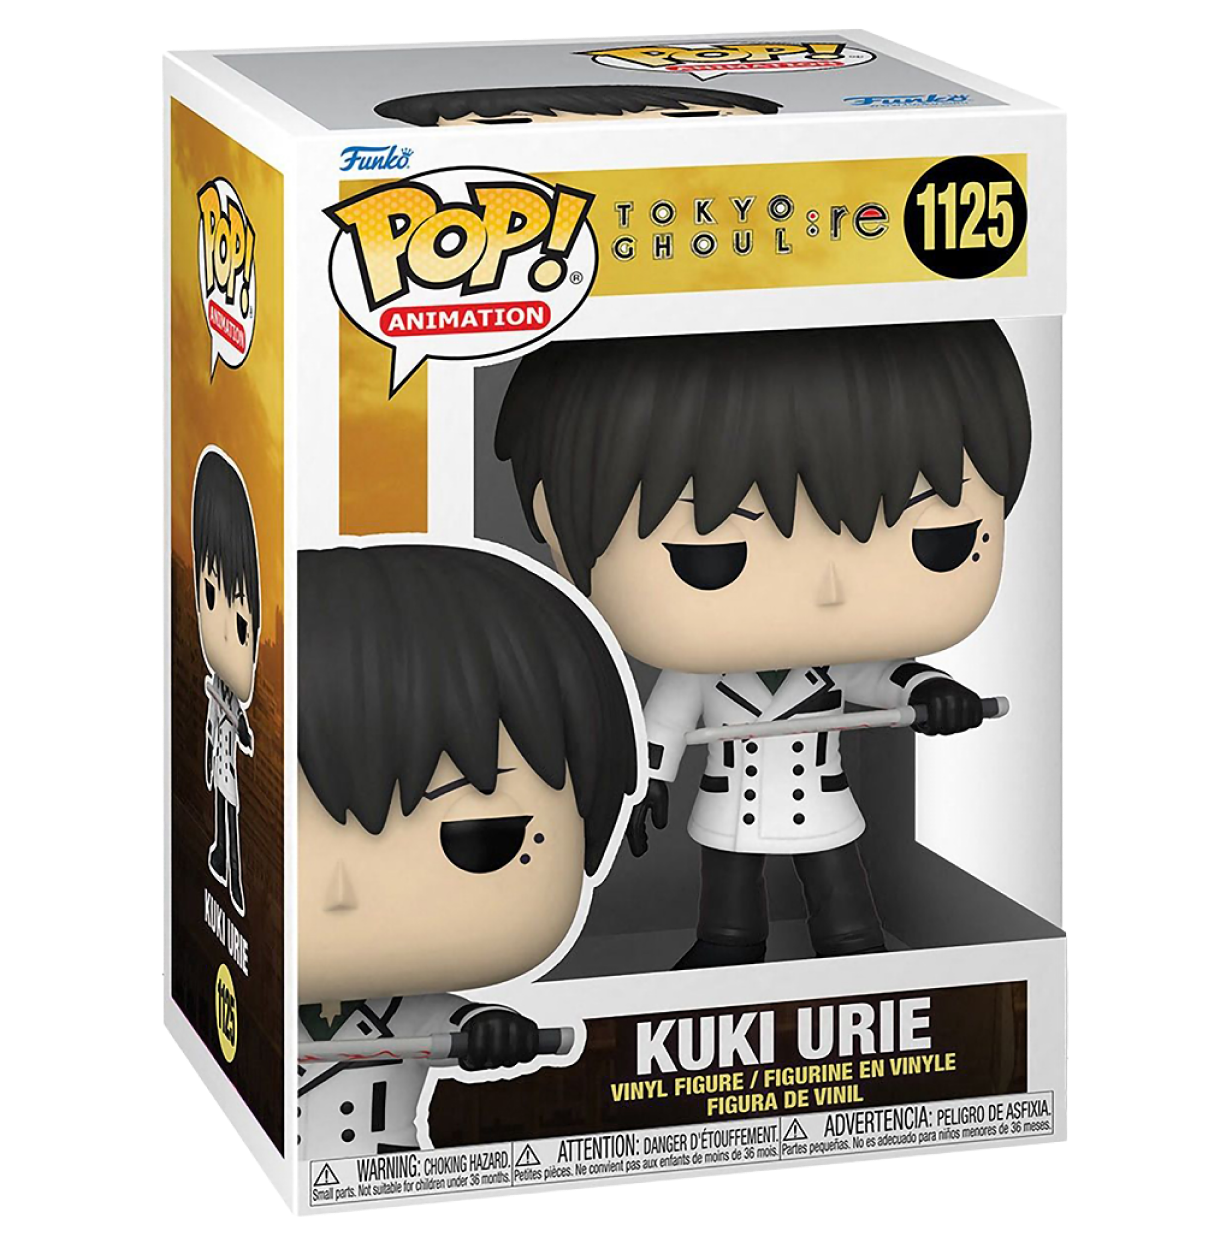 POP!
ANIMATION
Funko
Funko
POP!®
ANIMATION
TOKYO
GHOUL
:re
1125
POP!
ANIMATION
KUKI URIE
1125
KUKI URIE
VINYL FIGURE / FIGURINE EN VINYLE
FIGURA DE VINIL
⚠ WARNING: CHOKING HAZARD.
Small parts. Not suitable for children under 36 months.
⚠ ATTENTION: DANGER D'ÉTOUFFEMENT.
Petites pièces. Ne convient pas aux enfants de moins de 36 mois.
⚠ ADVERTENCIA: PELIGRO DE ASFIXIA.
Partes pequeñas. No es adecuado para niños menores de 36 meses.